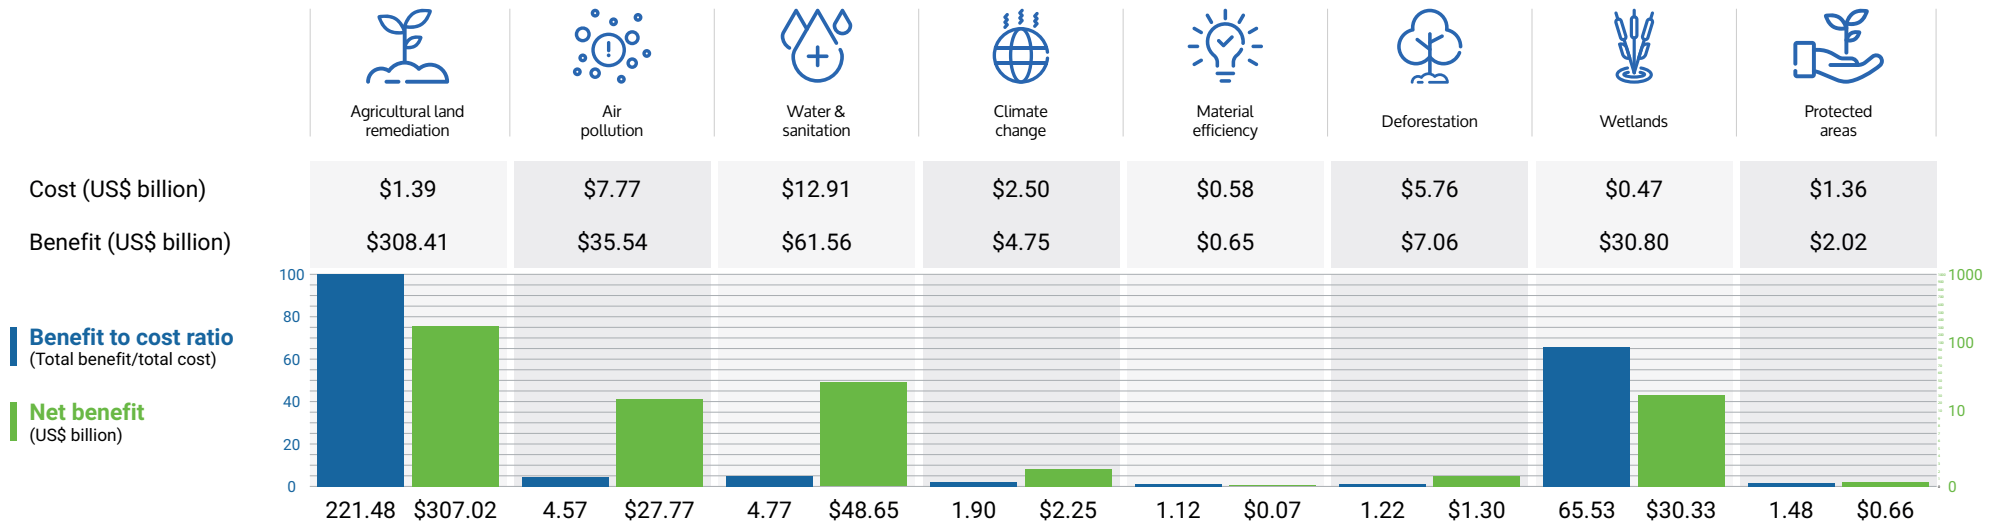 Agricultural land
remediation
Air
pollution
Water &
sanitation
Climate
change
Material
efficiency
Deforestation
Wetlands
Protected
areas
Cost (US$ billion) $1.39 $7.77 $12.91 $2.50 $0.58 $5.76 $0.47 $1.36
Benefit (US$ billion) $308.41 $35.54 $61.56 $4.75 $0.65 $7.06 $30.80 $2.02
Benefit to cost ratio
(Total benefit/total cost)
Net benefit
(US$ billion)
100
80
60
40
20
0
1000
100
10
0
221.48 $307.02 4.57 $27.77 4.77 $48.65 1.90 $2.25 1.12 $0.07 1.22 $1.30 65.53 $30.33 1.48 $0.66